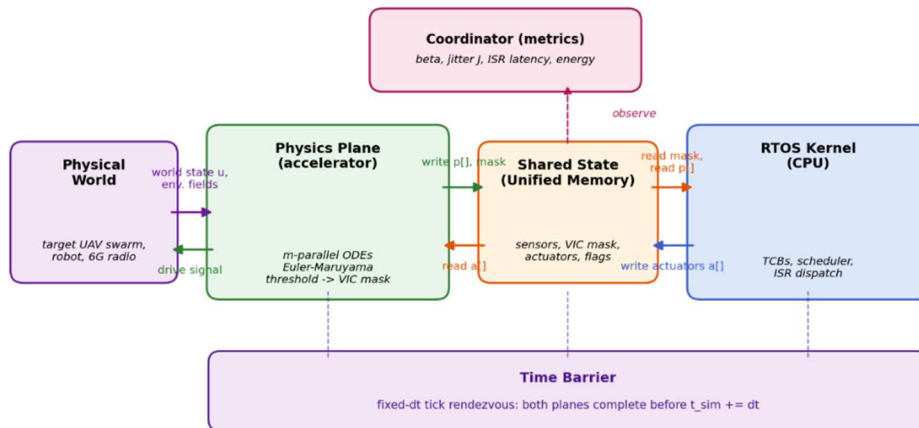 Coordinator (metrics)
beta, jitter J, ISR latency, energy
observe
Physical
World
target UAV swarm,
robot, 6G radio
world state u,
env. fields
drive signal
Physics Plane
(accelerator)
m-parallel ODEs
Euler-Maruyama
threshold -> VIC mask
write p[], mask
read a[]
Shared State
(Unified Memory)
sensors, VIC mask,
actuators, flags
read mask,
read p[]
write actuators a[]
RTOS Kernel
(CPU)
TCBs, scheduler,
ISR dispatch
Time Barrier
fixed-dt tick rendezvous: both planes complete before t_sim += dt